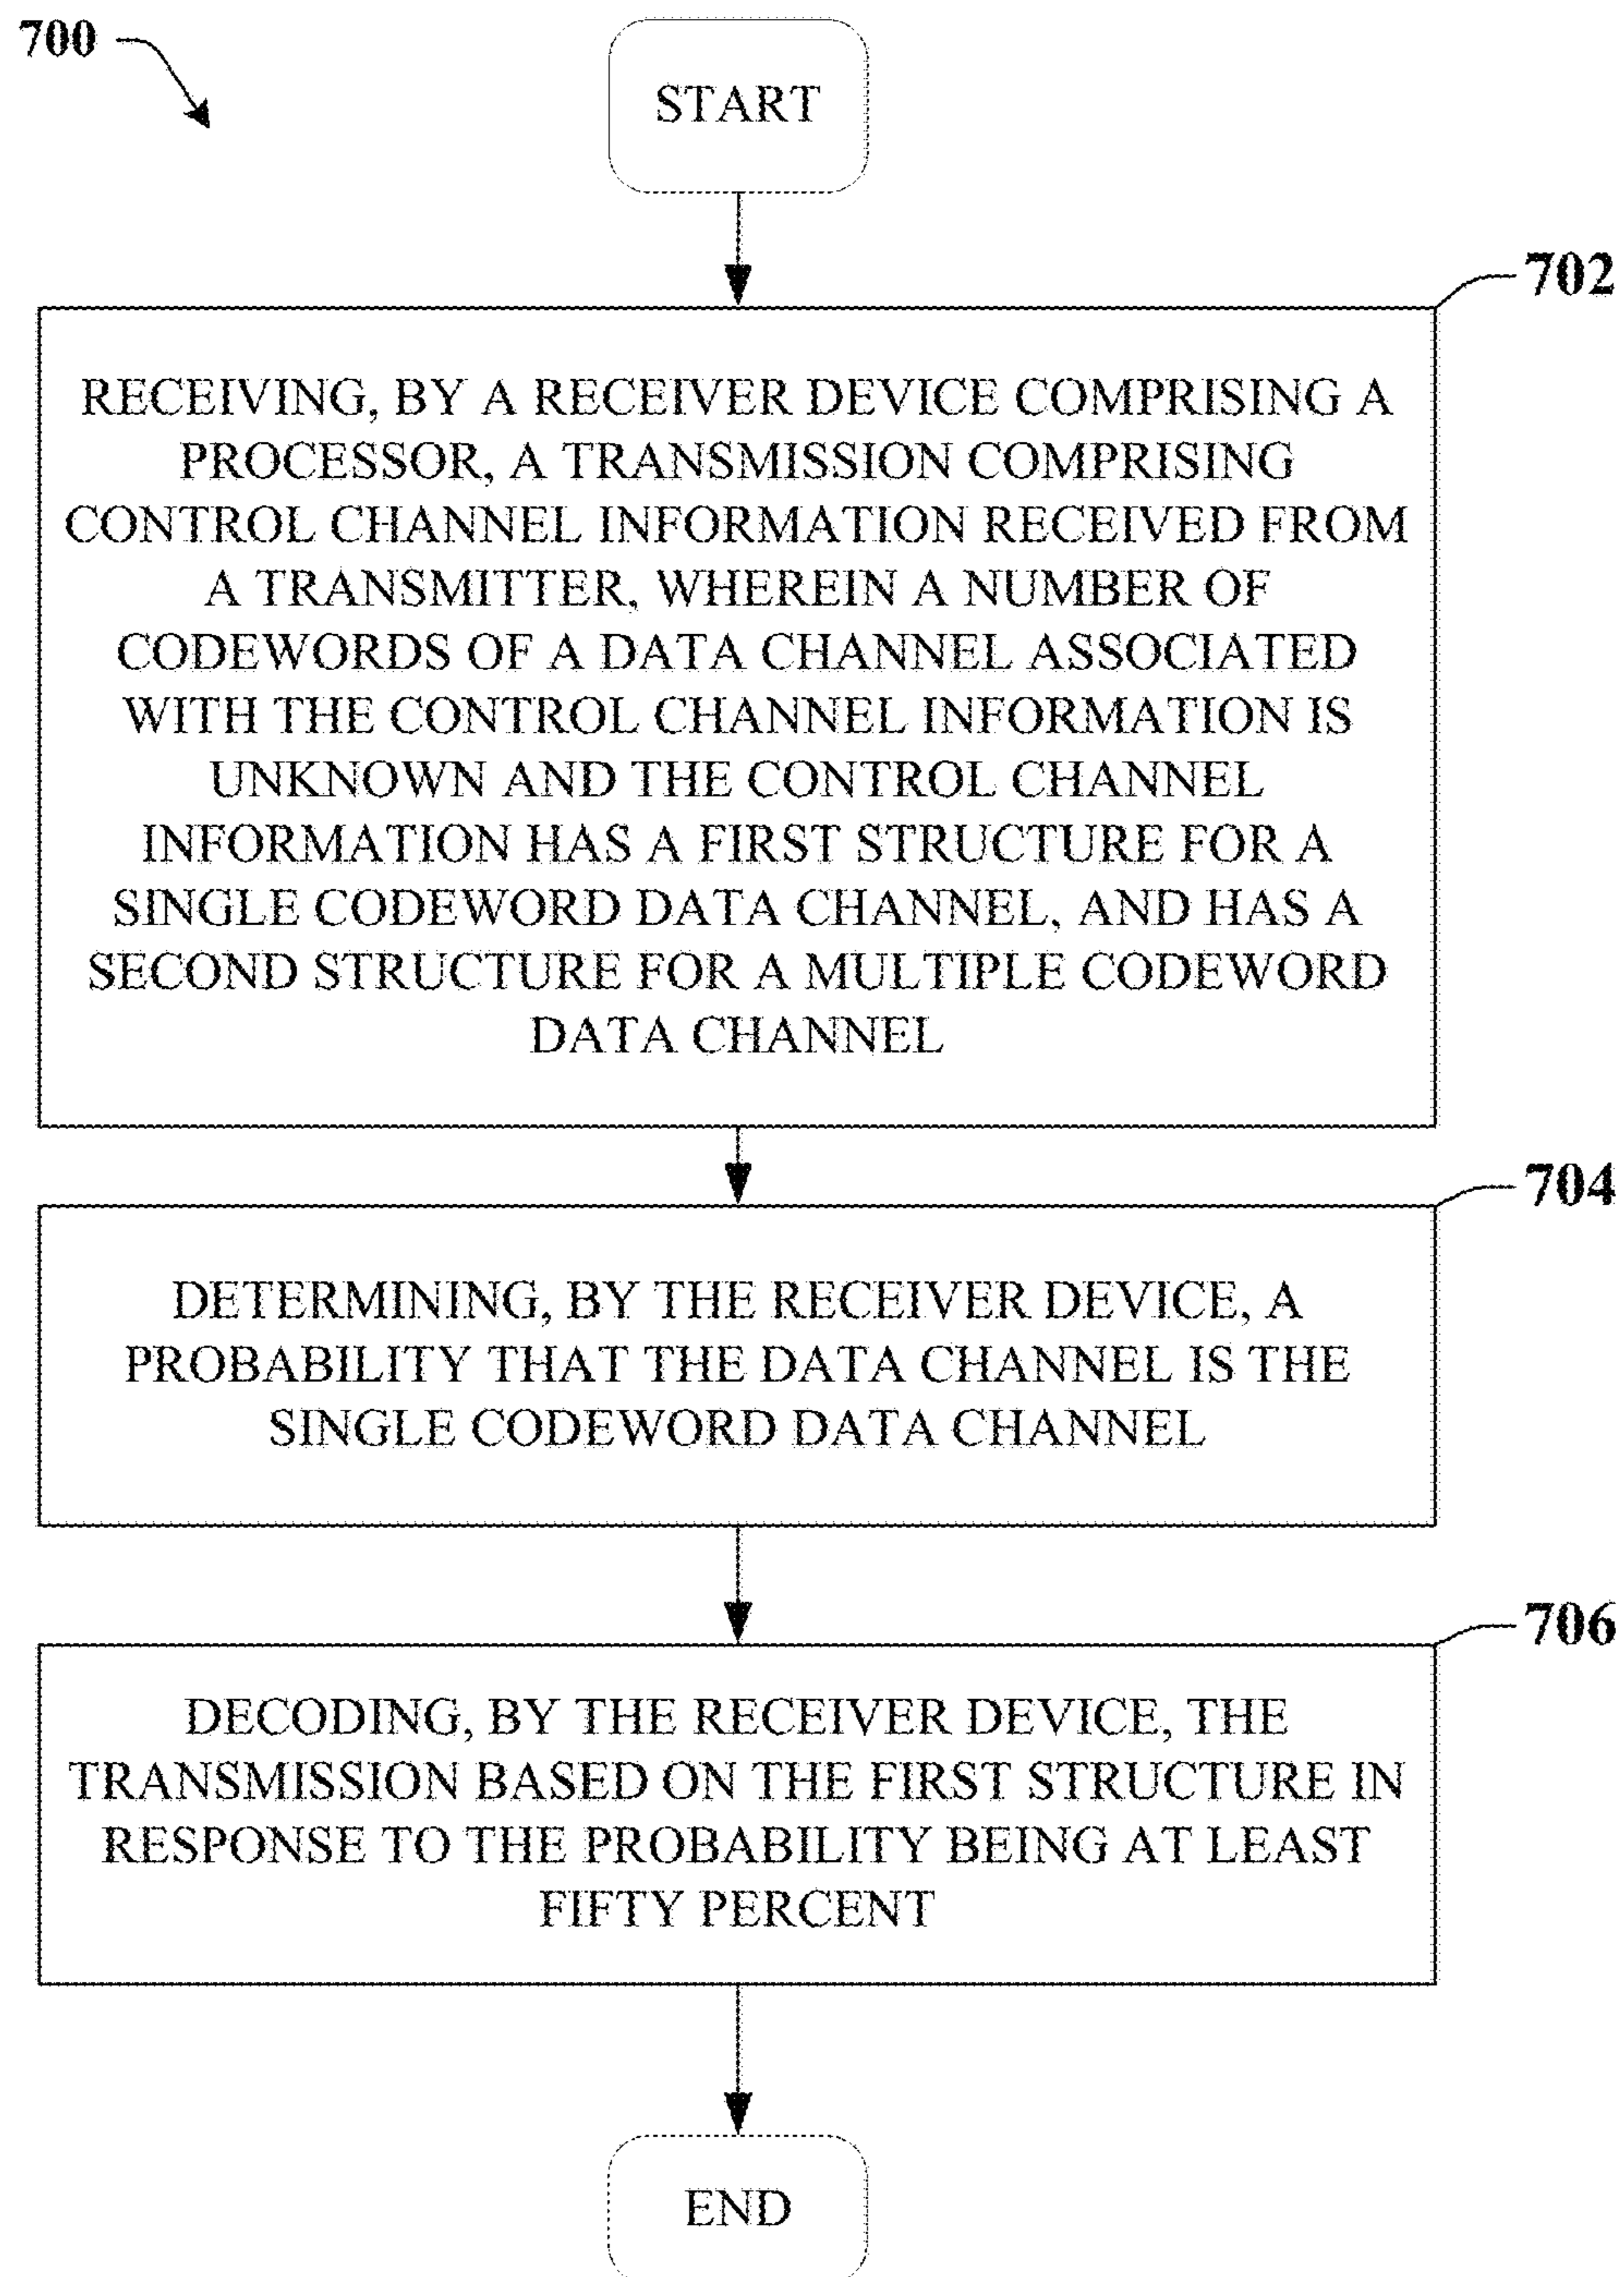 700
START
702
RECEIVING, BY A RECEIVER DEVICE COMPRISING A
PROCESSOR, A TRANSMISSION COMPRISING
CONTROL CHANNEL INFORMATION RECEIVED FROM
A TRANSMITTER, WHEREIN A NUMBER OF
CODEWORDS OF A DATA CHANNEL ASSOCIATED
WITH THE CONTROL CHANNEL INFORMATION IS
UNKNOWN AND THE CONTROL CHANNEL
INFORMATION HAS A FIRST STRUCTURE FOR A
SINGLE CODEWORD DATA CHANNEL, AND HAS A
SECOND STRUCTURE FOR A MULTIPLE CODEWORD
DATA CHANNEL
704
DETERMINING, BY THE RECEIVER DEVICE, A
PROBABILITY THAT THE DATA CHANNEL IS THE
SINGLE CODEWORD DATA CHANNEL
706
DECODING, BY THE RECEIVER DEVICE, THE
TRANSMISSION BASED ON THE FIRST STRUCTURE IN
RESPONSE TO THE PROBABILITY BEING AT LEAST
FIFTY PERCENT
END